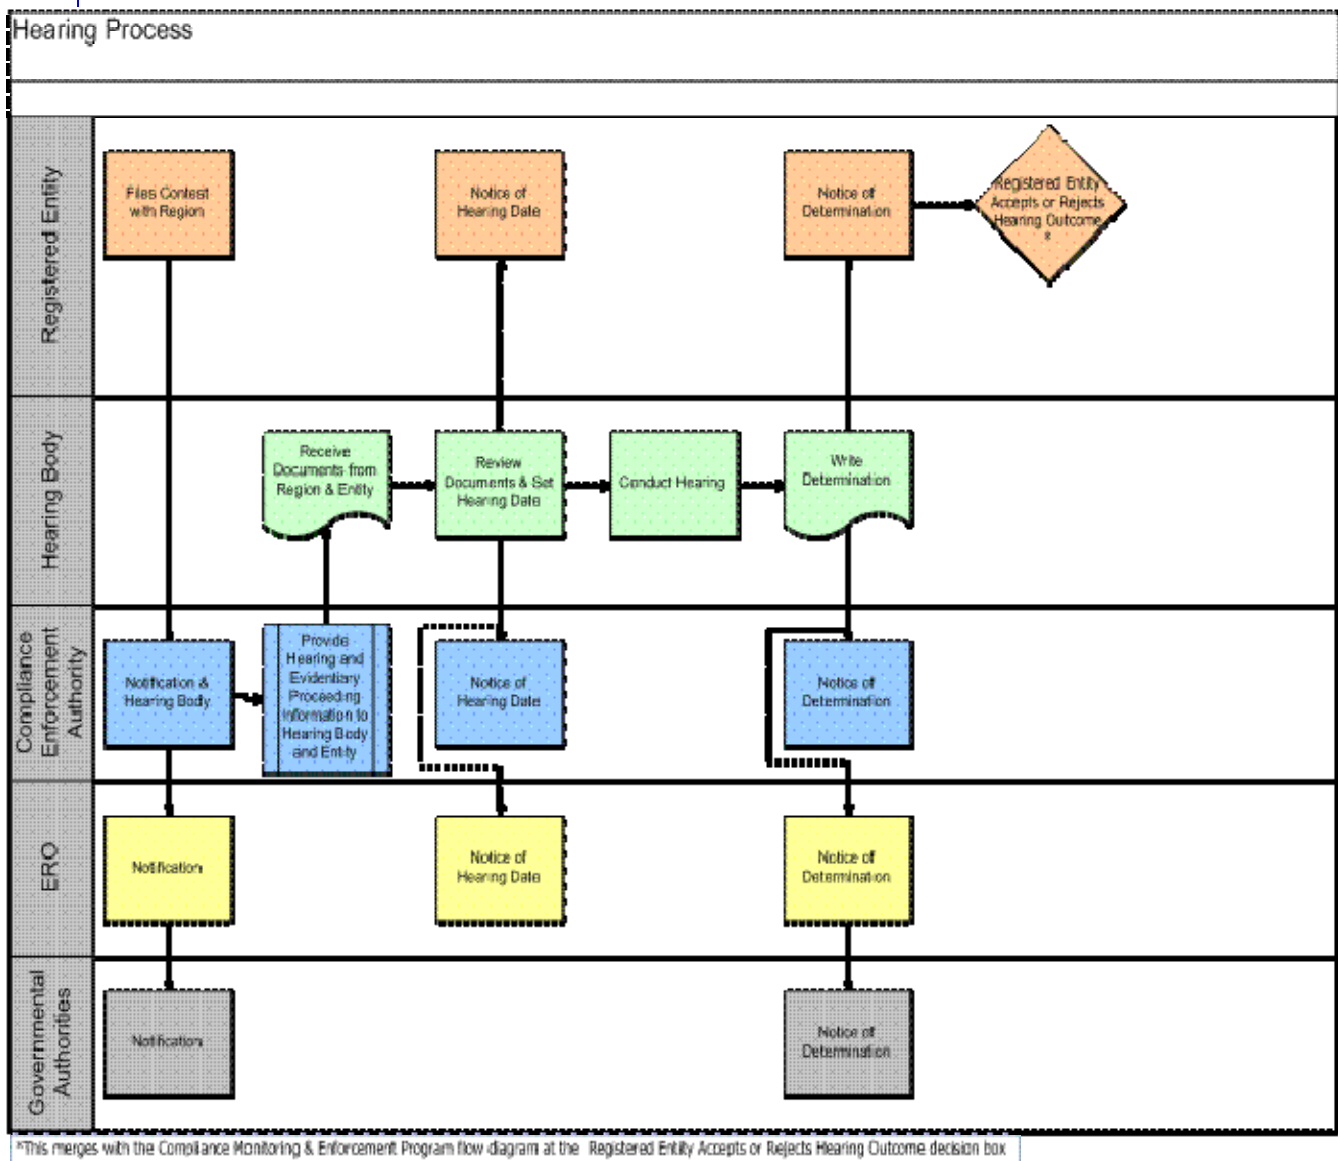 Hearing Process
Registered Entity
Files Contest
with Region
Notice of
Hearing Date
Notice of
Determination
Registered Entity
Accepts or Rejects
Hearing Outcome
*
Hearing Body
Receive
Documents from
Region & Entity
Review
Documents & Set
Hearing Date
Conduct Hearing
Write
Determination
Compliance
Enforcement
Authority
Notification &
Hearing Body
Provide
Hearing and
Evidentiary
Proceeding
Information to
Hearing Body
and Entity
Notice of
Hearing Date
Notice of
Determination
ERO
Notification
Notice of
Hearing Date
Notice of
Determination
Governmental
Authorities
Notification
Notice of
Determination
*This merges with the Compliance Monitoring & Enforcement Program flow diagram at the Registered Entity Accepts or Rejects Hearing Outcome decision box